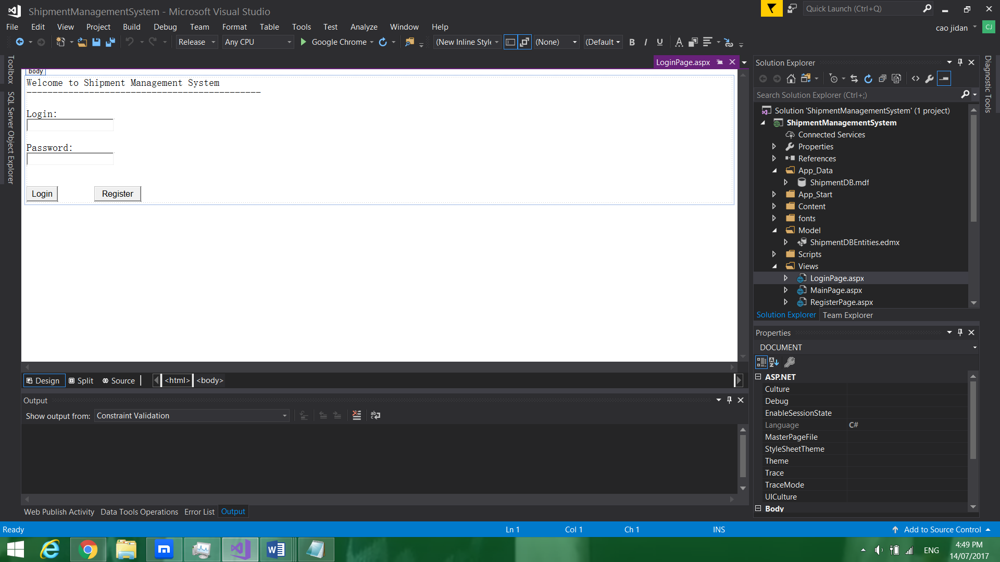 ShipmentManagementSystem - Microsoft Visual Studio
Quick Launch (Ctrl+Q)
File Edit View Project Build Debug Team Format Table Tools Test Analyze Window Help
cao jidan CJ
Release Any CPU Google Chrome (New Inline Style (None) (Default B I U
Toolbox
SQL Server Object Explorer
LoginPage.aspx
body
Welcome to Shipment Management System
---------------------------------------------
Login:
Password:
Login Register
Design Split Source <html> <body>
Output
Show output from: Constraint Validation
Web Publish Activity Data Tools Operations Error List Output
Solution Explorer
Search Solution Explorer (Ctrl+;)
Solution 'ShipmentManagementSystem' (1 project)
ShipmentManagementSystem
Connected Services
Properties
References
App_Data
ShipmentDB.mdf
App_Start
Content
fonts
Model
ShipmentDBEntities.edmx
Scripts
Views
LoginPage.aspx
MainPage.aspx
RegisterPage.aspx
Solution Explorer Team Explorer
Diagnostic Tools
Properties
DOCUMENT
ASP.NET
Culture
Debug
EnableSessionState
Language C#
MasterPageFile
StyleSheetTheme
Theme
Trace
TraceMode
UICulture
Body
Ready Ln 1 Col 1 Ch 1 INS Add to Source Control
ENG
4:49 PM
14/07/2017